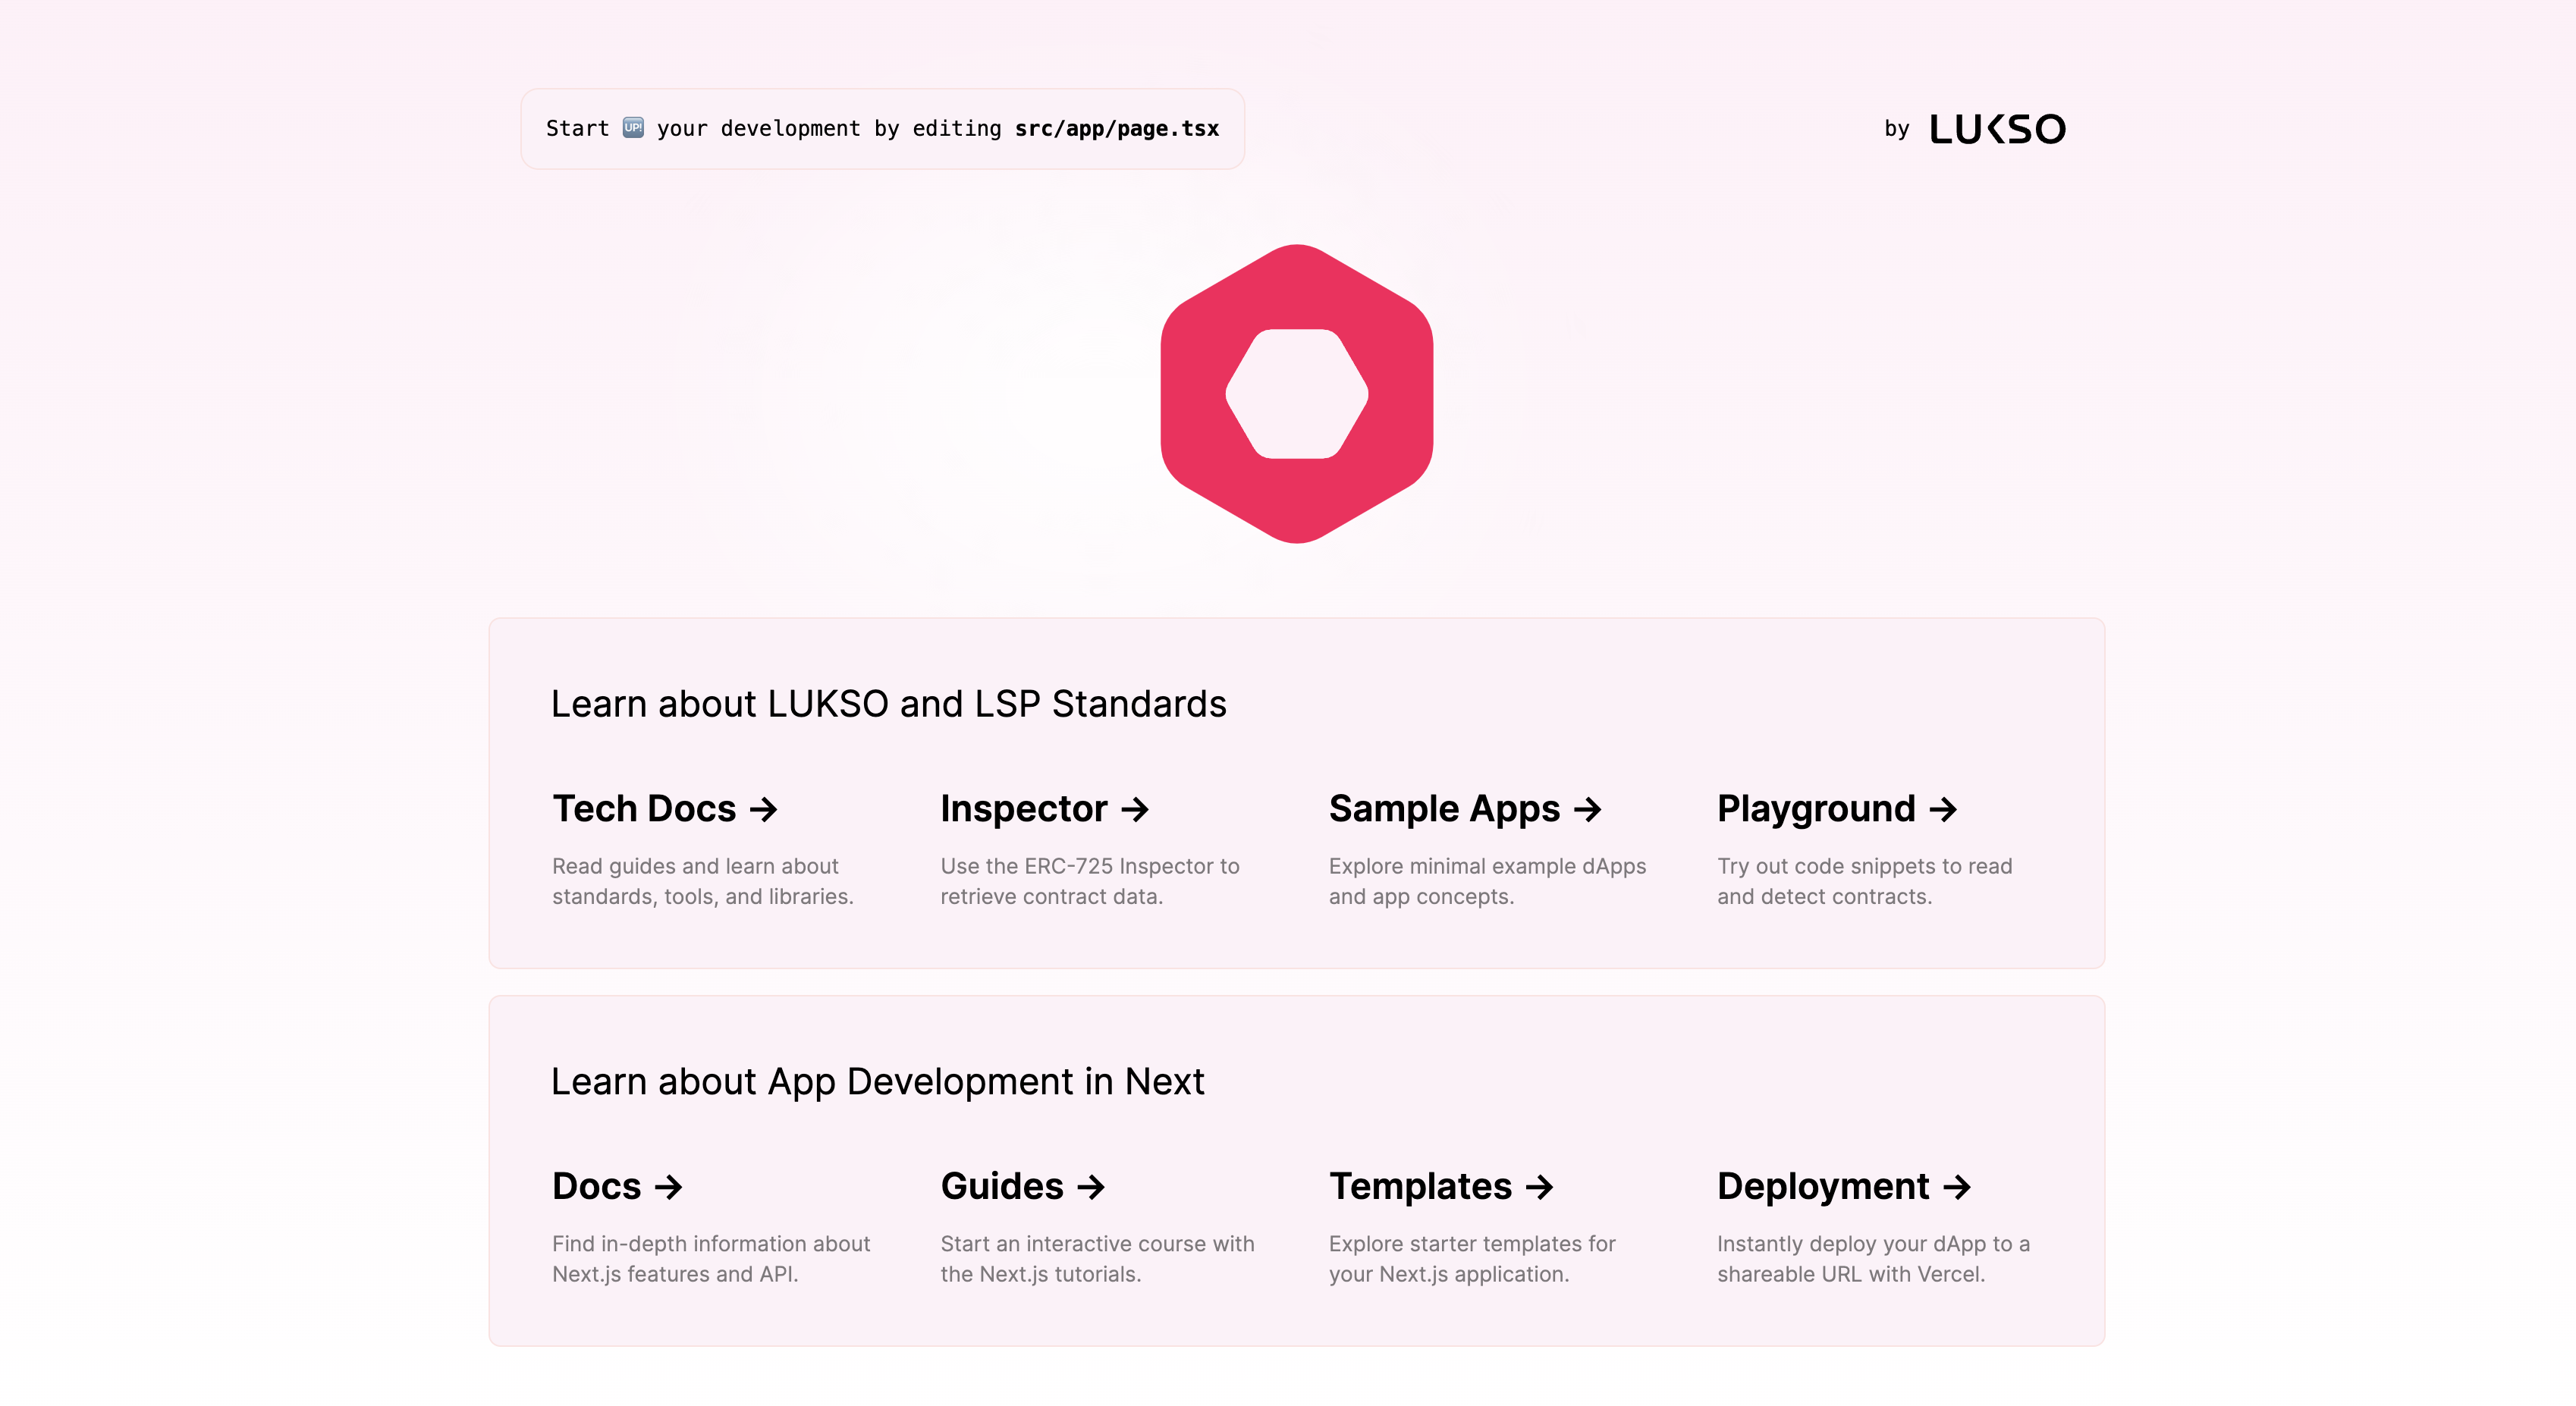 Start 🆙 your development by editing src/app/page.tsx
by LUKSO
Learn about LUKSO and LSP Standards
Tech Docs →
Read guides and learn about
standards, tools, and libraries.
Inspector →
Use the ERC-725 Inspector to
retrieve contract data.
Sample Apps →
Explore minimal example dApps
and app concepts.
Playground →
Try out code snippets to read
and detect contracts.
Learn about App Development in Next
Docs →
Find in-depth information about
Next.js features and API.
Guides →
Start an interactive course with
the Next.js tutorials.
Templates →
Explore starter templates for
your Next.js application.
Deployment →
Instantly deploy your dApp to a
shareable URL with Vercel.